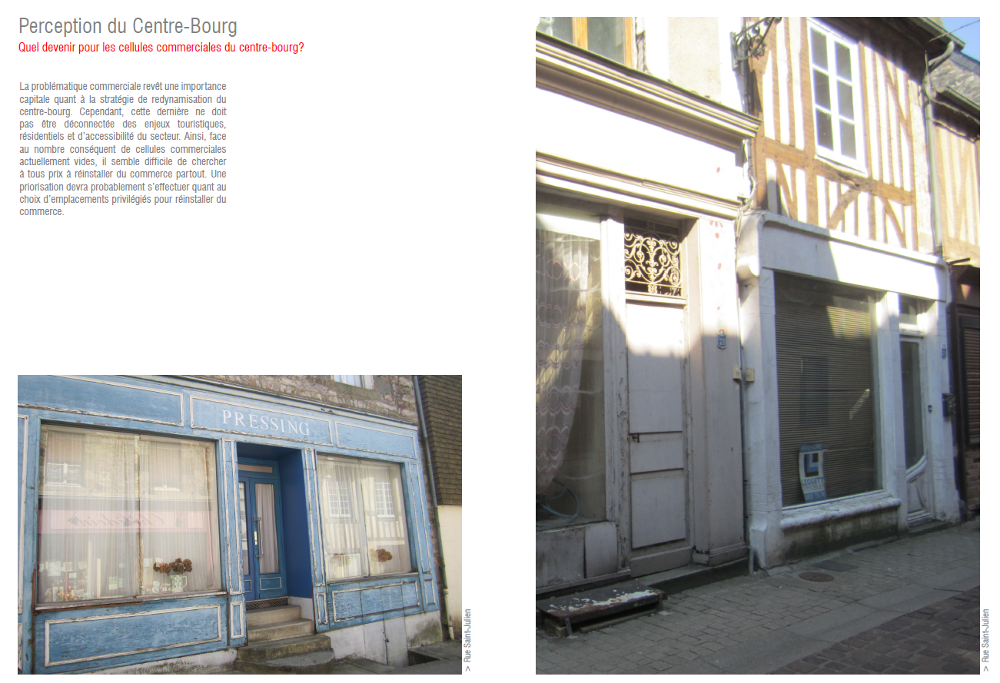 Perception du Centre-Bourg
Quel devenir pour les cellules commerciales du centre-bourg?
La problématique commerciale revêt une importance
capitale quant à la stratégie de redynamisation du
centre-bourg. Cependant, cette dernière ne doit
pas être déconnectée des enjeux touristiques,
résidentiels et d'accessibilité du secteur. Ainsi, face
au nombre conséquent de cellules commerciales
actuellement vides, il semble difficile de chercher
à tous prix à réinstaller du commerce partout. Une
priorisation devra probablement s'effectuer quant au
choix d'emplacements privilégiés pour réinstaller du
commerce.
PRESSING
> Rue Saint-Julien
> Rue Saint-Julien